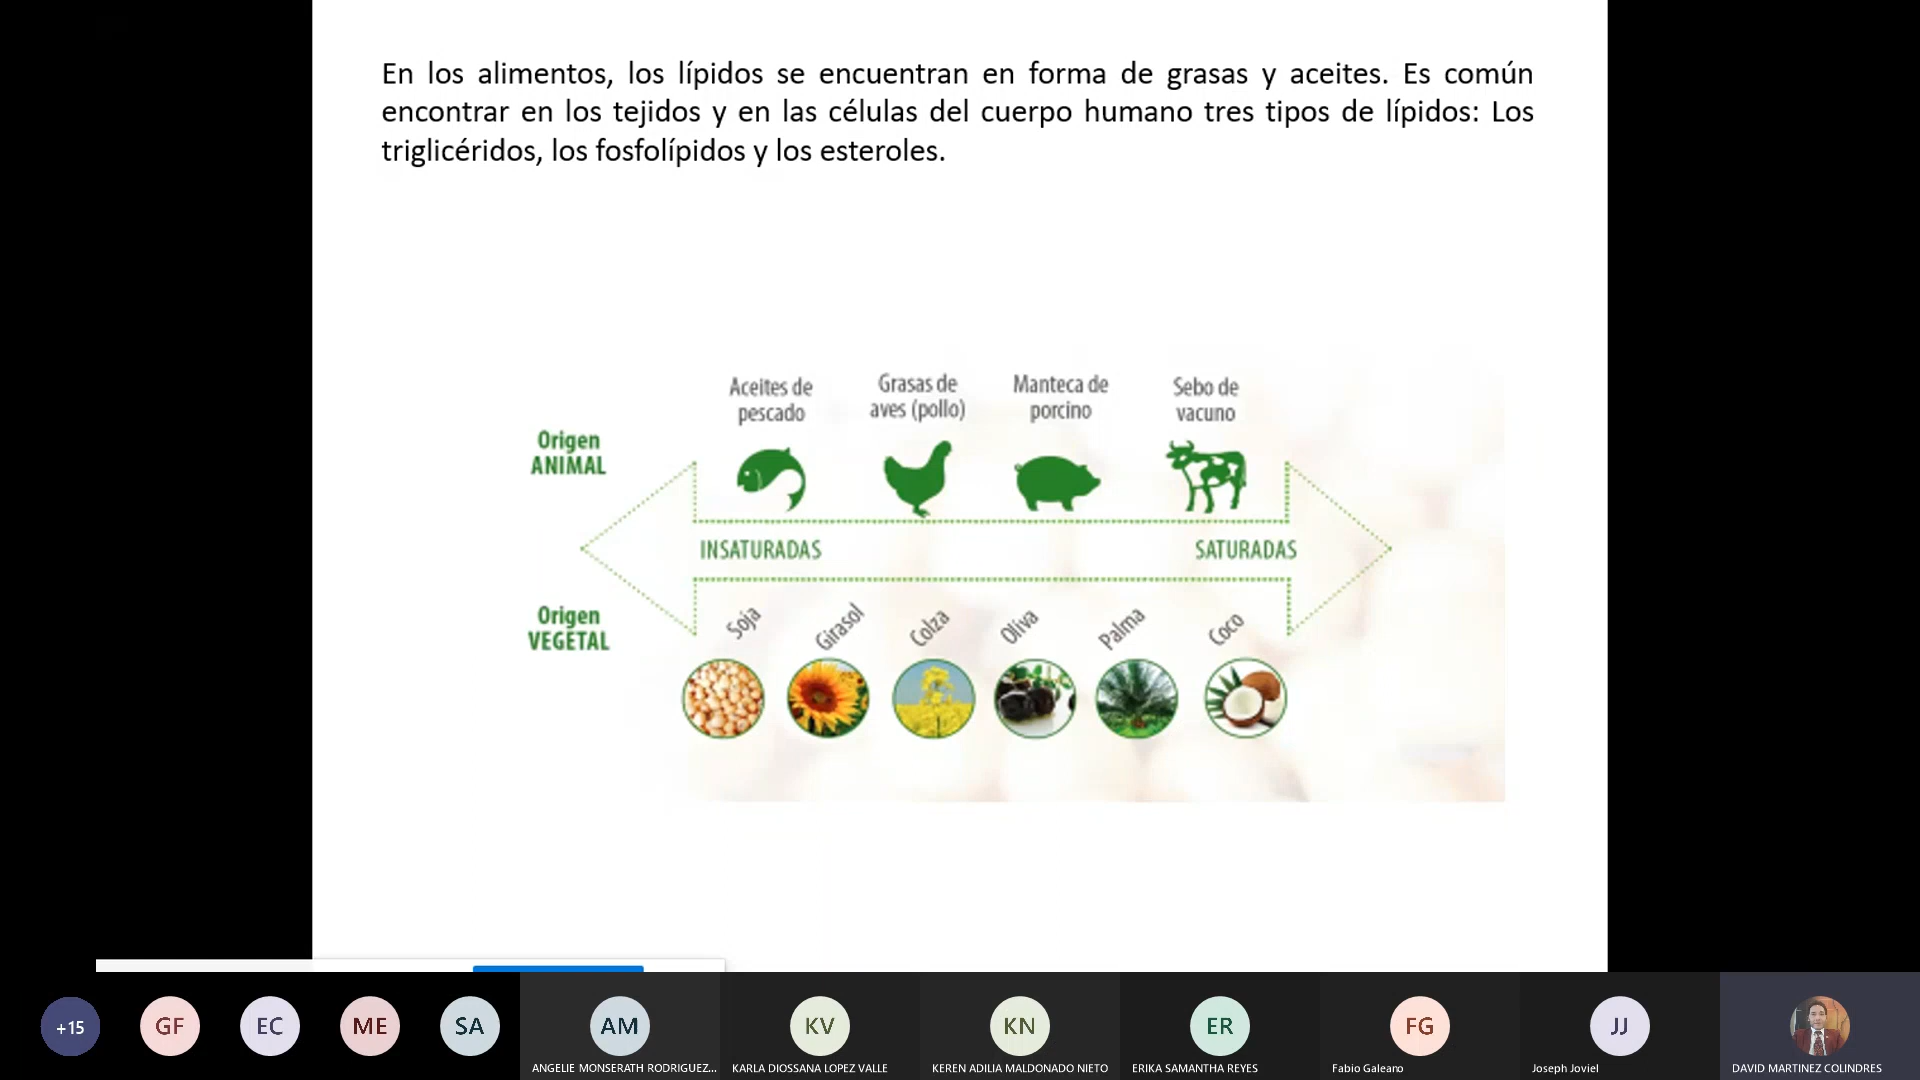 En los alimentos, los lípidos se encuentran en forma de grasas y aceites. Es común
encontrar en los tejidos y en las células del cuerpo humano tres tipos de lípidos: Los
triglicéridos, los fosfolípidos y los esteroles.
Aceites de
pescado
Grasas de
aves (pollo)
Manteca de
porcino
Sebo de
vacuno
Origen
ANIMAL
INSATURADAS
SATURADAS
Origen
VEGETAL
Soja
Girasol
Colza
Oliva
Palma
Coco
+15
GF
EC
ME
SA
AM
KV
KN
ER
FG
JJ
ANGELIE MONSERATH RODRIGUEZ...
KARLA DIOSSANA LOPEZ VALLE
KEREN ADILIA MALDONADO NIETO
ERIKA SAMANTHA REYES
Fabio Galeano
Joseph Joviel
DAVID MARTINEZ COLINDRES